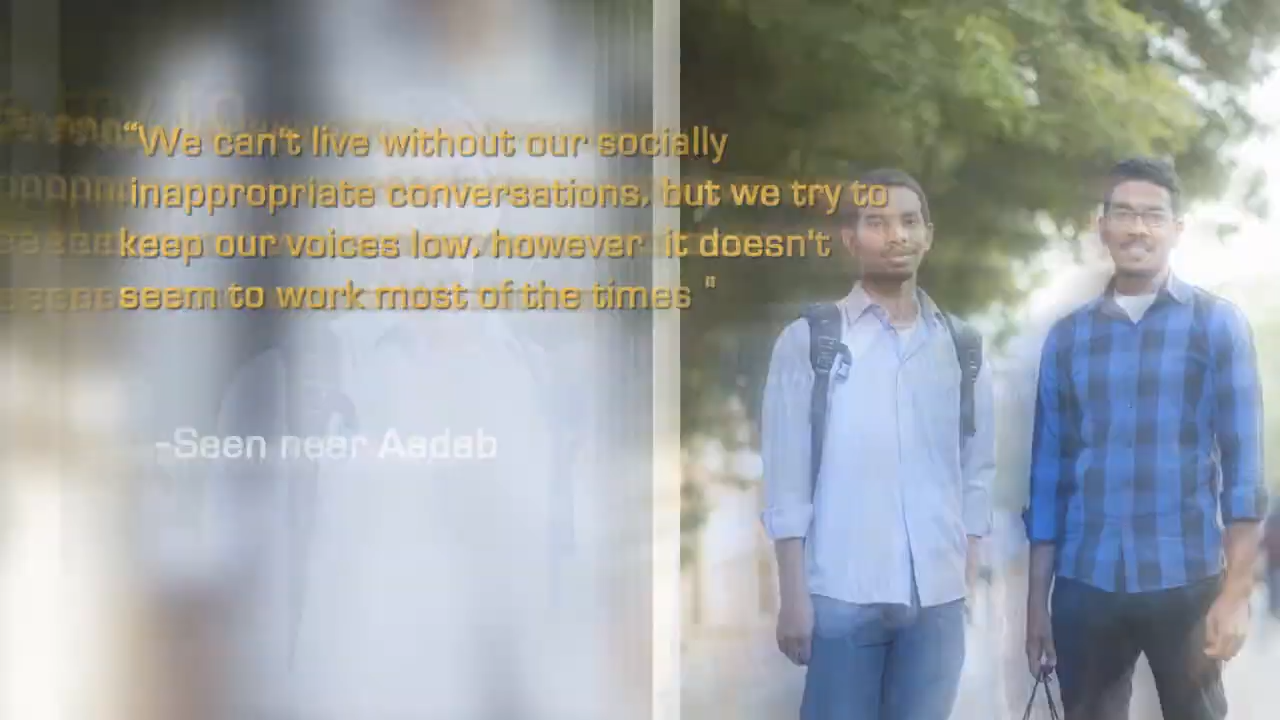 “We can't live without our socially
inappropriate conversations, but we try to
keep our voices low, however it doesn't
seem to work most of the times "
-Seen near Aadab